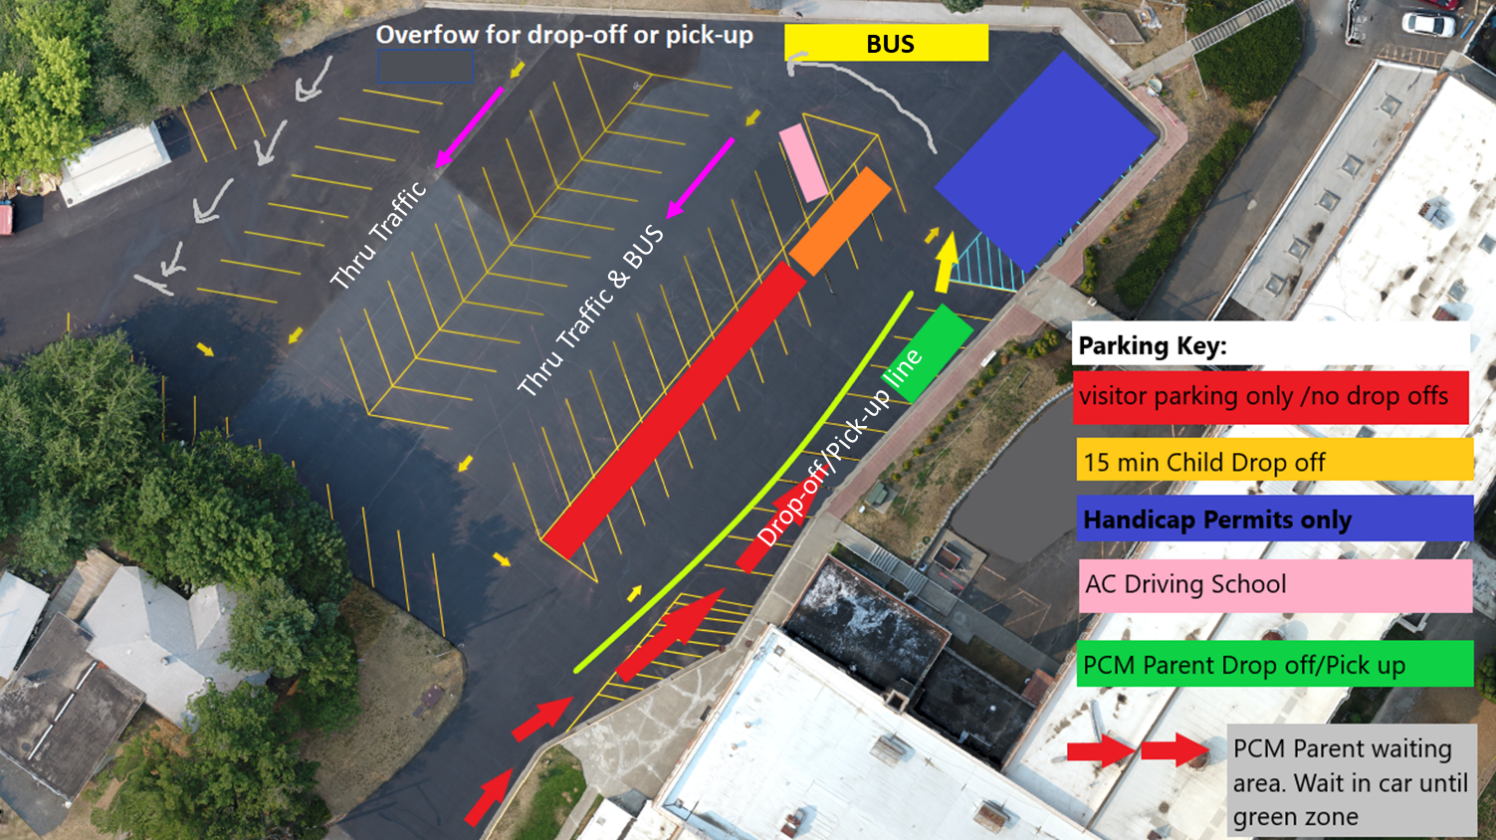 Overfow for drop-off or pick-up
BUS
Thru Traffic
Thru Traffic & BUS
Drop-off/Pick-up line
Parking Key:
visitor parking only /no drop offs
15 min Child Drop off
Handicap Permits only
AC Driving School
PCM Parent Drop off/Pick up
PCM Parent waiting
area. Wait in car until
green zone